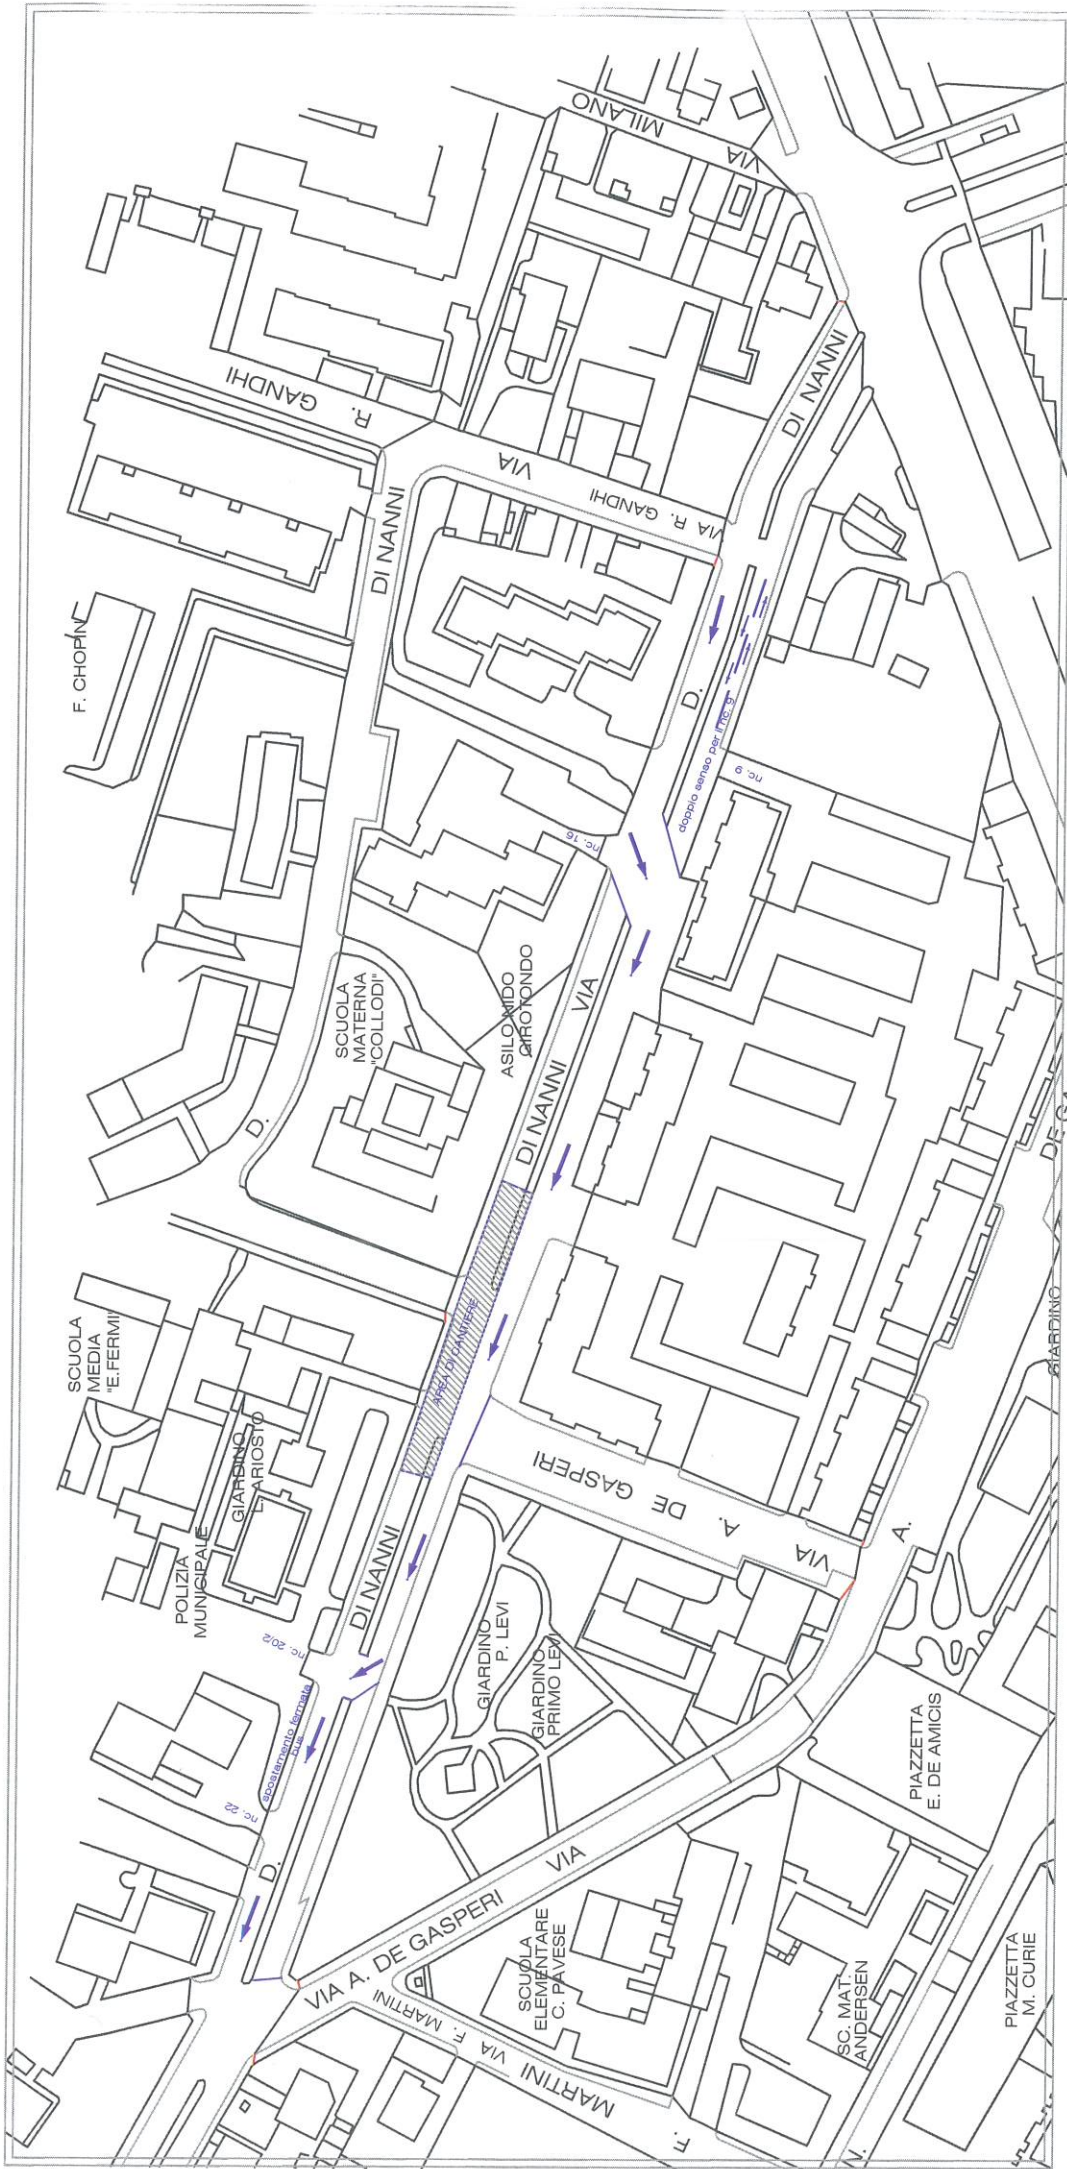 VIA
MILANO
R.
GANDHI
VIA
VIA R. GANDHI
DI NANNI
DI NANNI
F. CHOPIN
D.
doppio senso per il nc. 9
nc. 9
nc. 16
SCUOLA
MATERNA
"COLLODI"
ASILO NIDO
GIROTONDO
VIA
DI NANNI
D.
AREA DI CANTIERE
SCUOLA
MEDIA
"E.FERMI"
GIARDINO
L. ARIOSTO
POLIZIA
MUNICIPALE
DI NANNI
nc. 20/2
spostamento fermata
bus
nc. 22
D.
VIA
A.
DE GASPERI
A.
GIARDINO
GIARDINO
P. LEVI
GIARDINO
PRIMO LEVI
VIA
VIA A. DE GASPERI
PIAZZETTA
E. DE AMICIS
SCUOLA
ELEMENTARE
C. PAVESE
VIA F. MARTINI
MARTINI
F.
SC. MAT.
ANDERSEN
PIAZZETTA
M. CURIE
N.